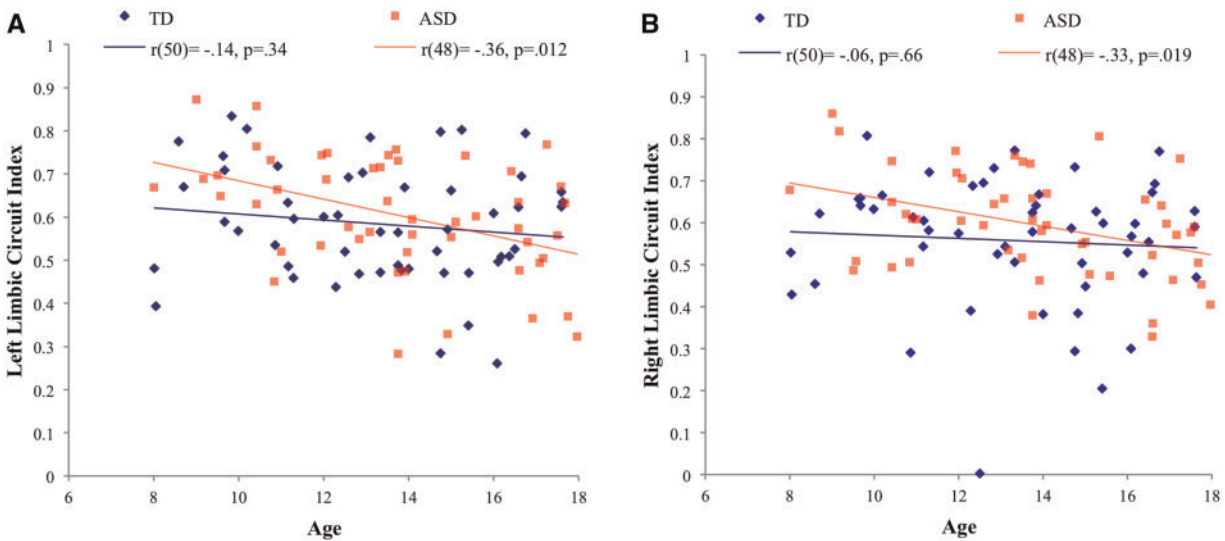 A
TD ASD
r(50)= -.14, p=.34 r(48)= -.36, p=.012
Left Limbic Circuit Index
1
0.9
0.8
0.7
0.6
0.5
0.4
0.3
0.2
0.1
0
6 8 10 12 14 16 18
Age
B
TD ASD
r(50)= -.06, p=.66 r(48)= -.33, p=.019
Right Limbic Circuit Index
1
0.9
0.8
0.7
0.6
0.5
0.4
0.3
0.2
0.1
0
6 8 10 12 14 16 18
Age